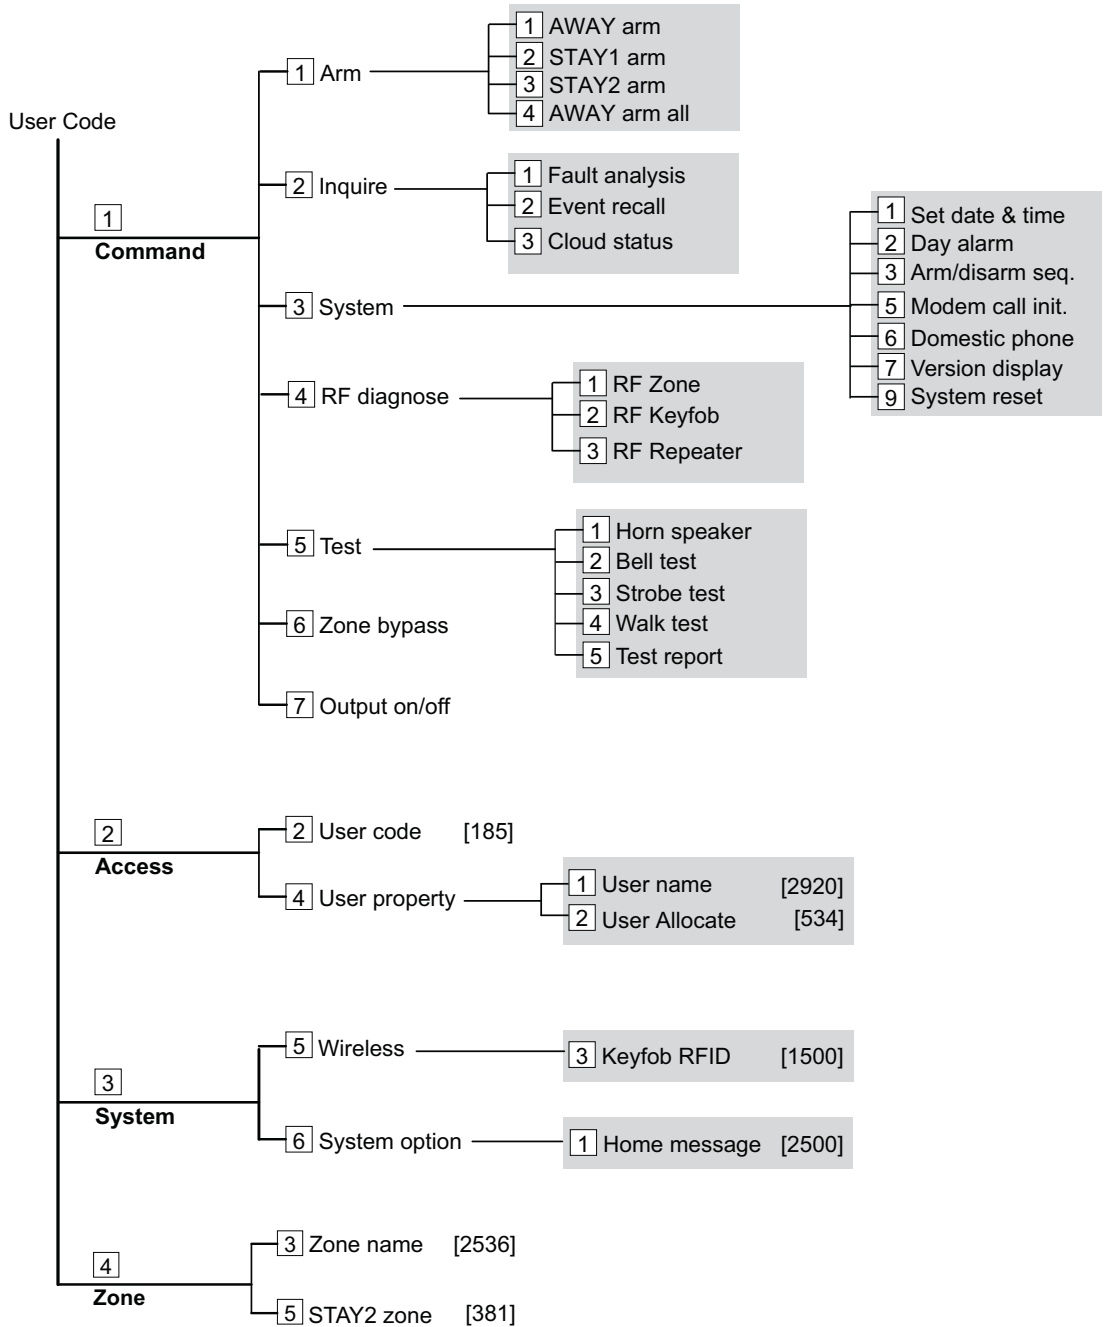 User Code
1
Command
1 Arm
1 AWAY arm
2 STAY1 arm
3 STAY2 arm
4 AWAY arm all
2 Inquire
1 Fault analysis
2 Event recall
3 Cloud status
3 System
1 Set date & time
2 Day alarm
3 Arm/disarm seq.
5 Modem call init.
6 Domestic phone
7 Version display
9 System reset
4 RF diagnose
1 RF Zone
2 RF Keyfob
3 RF Repeater
5 Test
1 Horn speaker
2 Bell test
3 Strobe test
4 Walk test
5 Test report
6 Zone bypass
7 Output on/off
2
Access
2 User code [185]
4 User property
1 User name [2920]
2 User Allocate [534]
3
System
5 Wireless
3 Keyfob RFID [1500]
6 System option
1 Home message [2500]
4
Zone
3 Zone name [2536]
5 STAY2 zone [381]